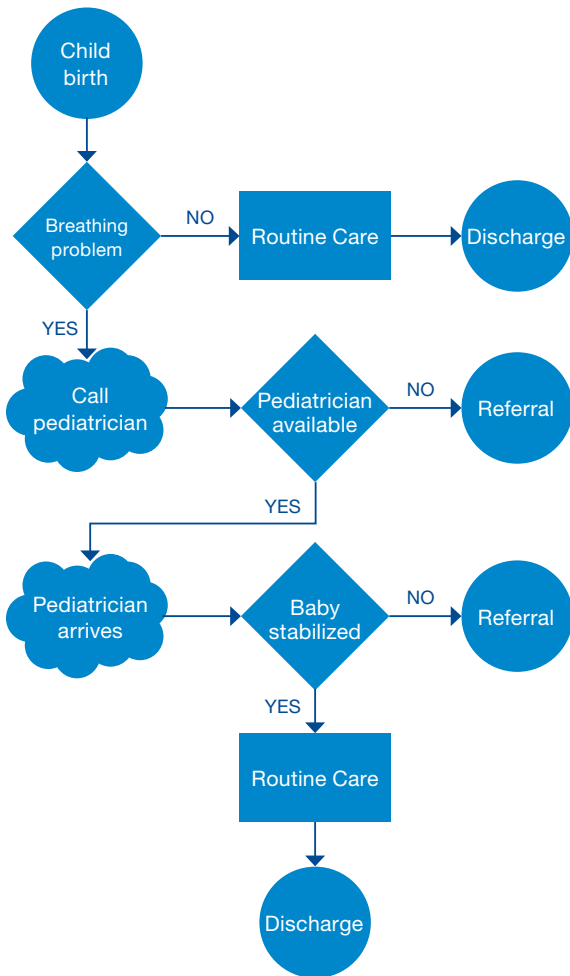 Child
birth
Breathing
problem
NO
Routine Care
Discharge
YES
Call
pediatrician
Pediatrician
available
NO
Referral
YES
Pediatrician
arrives
Baby
stabilized
NO
Referral
YES
Routine Care
Discharge